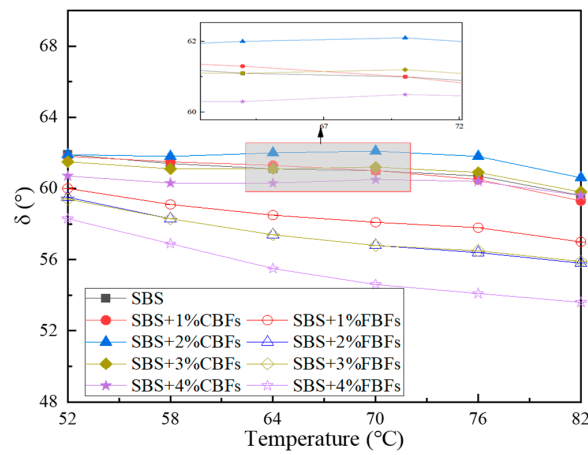 68
64
60
56
52
48
δ (°)
62
60
67
72
SBS
SBS+1%CBFs SBS+1%FBFs
SBS+2%CBFs SBS+2%FBFs
SBS+3%CBFs SBS+3%FBFs
SBS+4%CBFs SBS+4%FBFs
52 58 64 70 76 82
Temperature (℃)